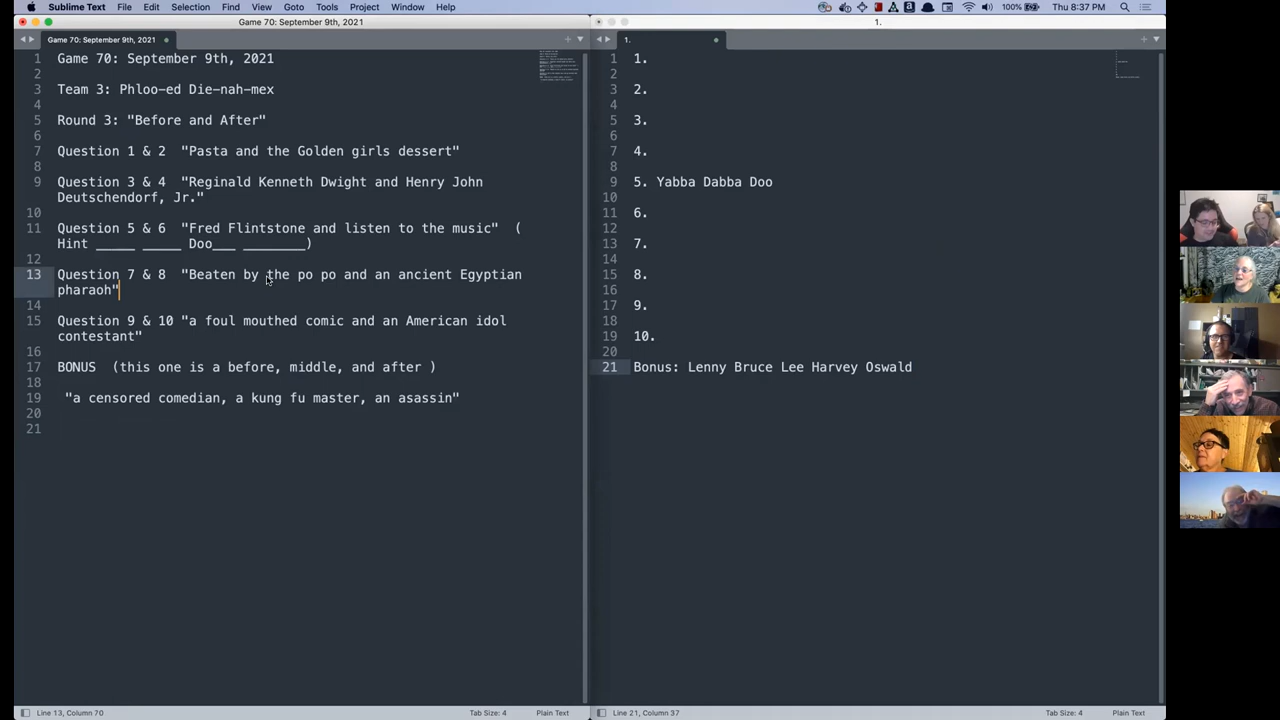 Sublime Text File Edit Selection Find View Goto Tools Project Window Help 100% Thu 8:37 PM
Game 70: September 9th, 2021
1.
Game 70: September 9th, 2021
1.
1 Game 70: September 9th, 2021
2
3 Team 3: Phloo-ed Die-nah-mex
4
5 Round 3: "Before and After"
6
7 Question 1 & 2 "Pasta and the Golden girls dessert"
8
9 Question 3 & 4 "Reginald Kenneth Dwight and Henry John
Deutschendorf, Jr."
10
11 Question 5 & 6 "Fred Flintstone and listen to the music" (
Hint _____ _____ Doo___ ________)
12
13 Question 7 & 8 "Beaten by the po po and an ancient Egyptian
pharaoh"
14
15 Question 9 & 10 "a foul mouthed comic and an American idol
contestant"
16
17 BONUS (this one is a before, middle, and after )
18
19 "a censored comedian, a kung fu master, an asassin"
20
21
1 1.
2
3 2.
4
5 3.
6
7 4.
8
9 5. Yabba Dabba Doo
10
11 6.
12
13 7.
14
15 8.
16
17 9.
18
19 10.
20
21 Bonus: Lenny Bruce Lee Harvey Oswald
Line 13, Column 70 Tab Size: 4 Plain Text
Line 21, Column 37 Tab Size: 4 Plain Text